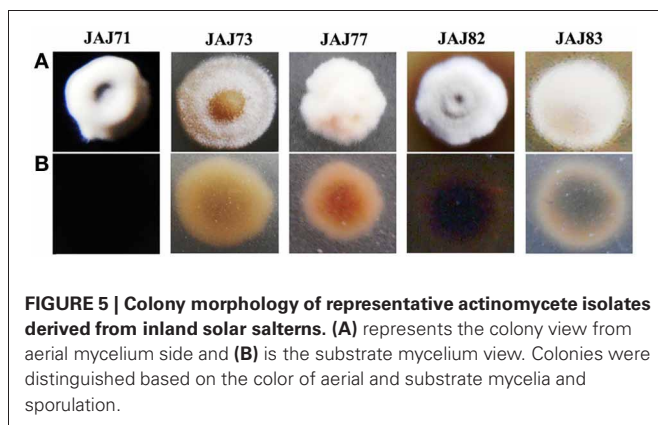 JAJ71 JAJ73 JAJ77 JAJ82 JAJ83
A
B
FIGURE 5 | Colony morphology of representative actinomycete isolates
derived from inland solar salterns. (A) represents the colony view from
aerial mycelium side and (B) is the substrate mycelium view. Colonies were
distinguished based on the color of aerial and substrate mycelia and
sporulation.